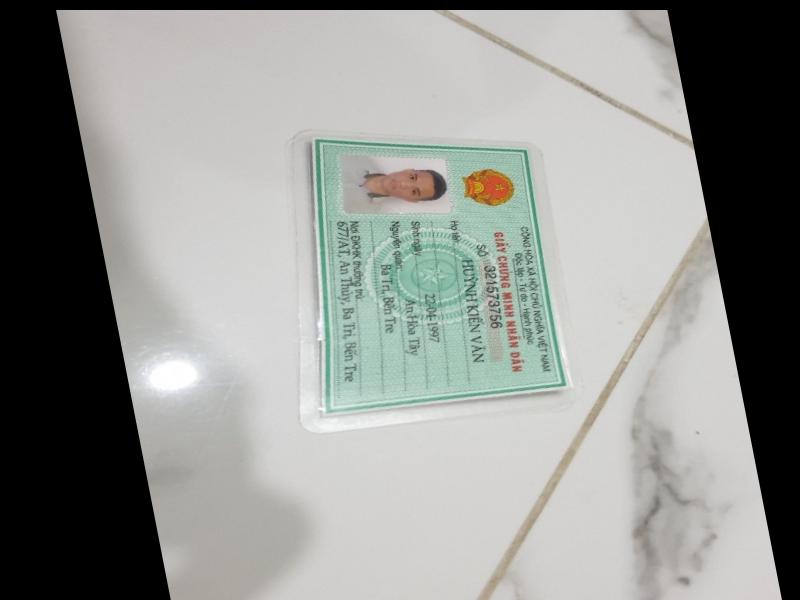 CỘNG HÒA XÃ HỘI CHỦ NGHĨA VIỆT NAM
Độc lập - Tự do - Hạnh phúc
GIẤY CHỨNG MINH NHÂN DÂN
SỐ 321573756
Họ tên: HUỲNH KIẾN VĂN
Sinh ngày: 22-04-1997
Nguyên quán: An Hòa Tây
Ba Tri, Bến Tre
Nơi ĐKHK thường trú:
677/AT, An Thủy, Ba Tri, Bến Tre